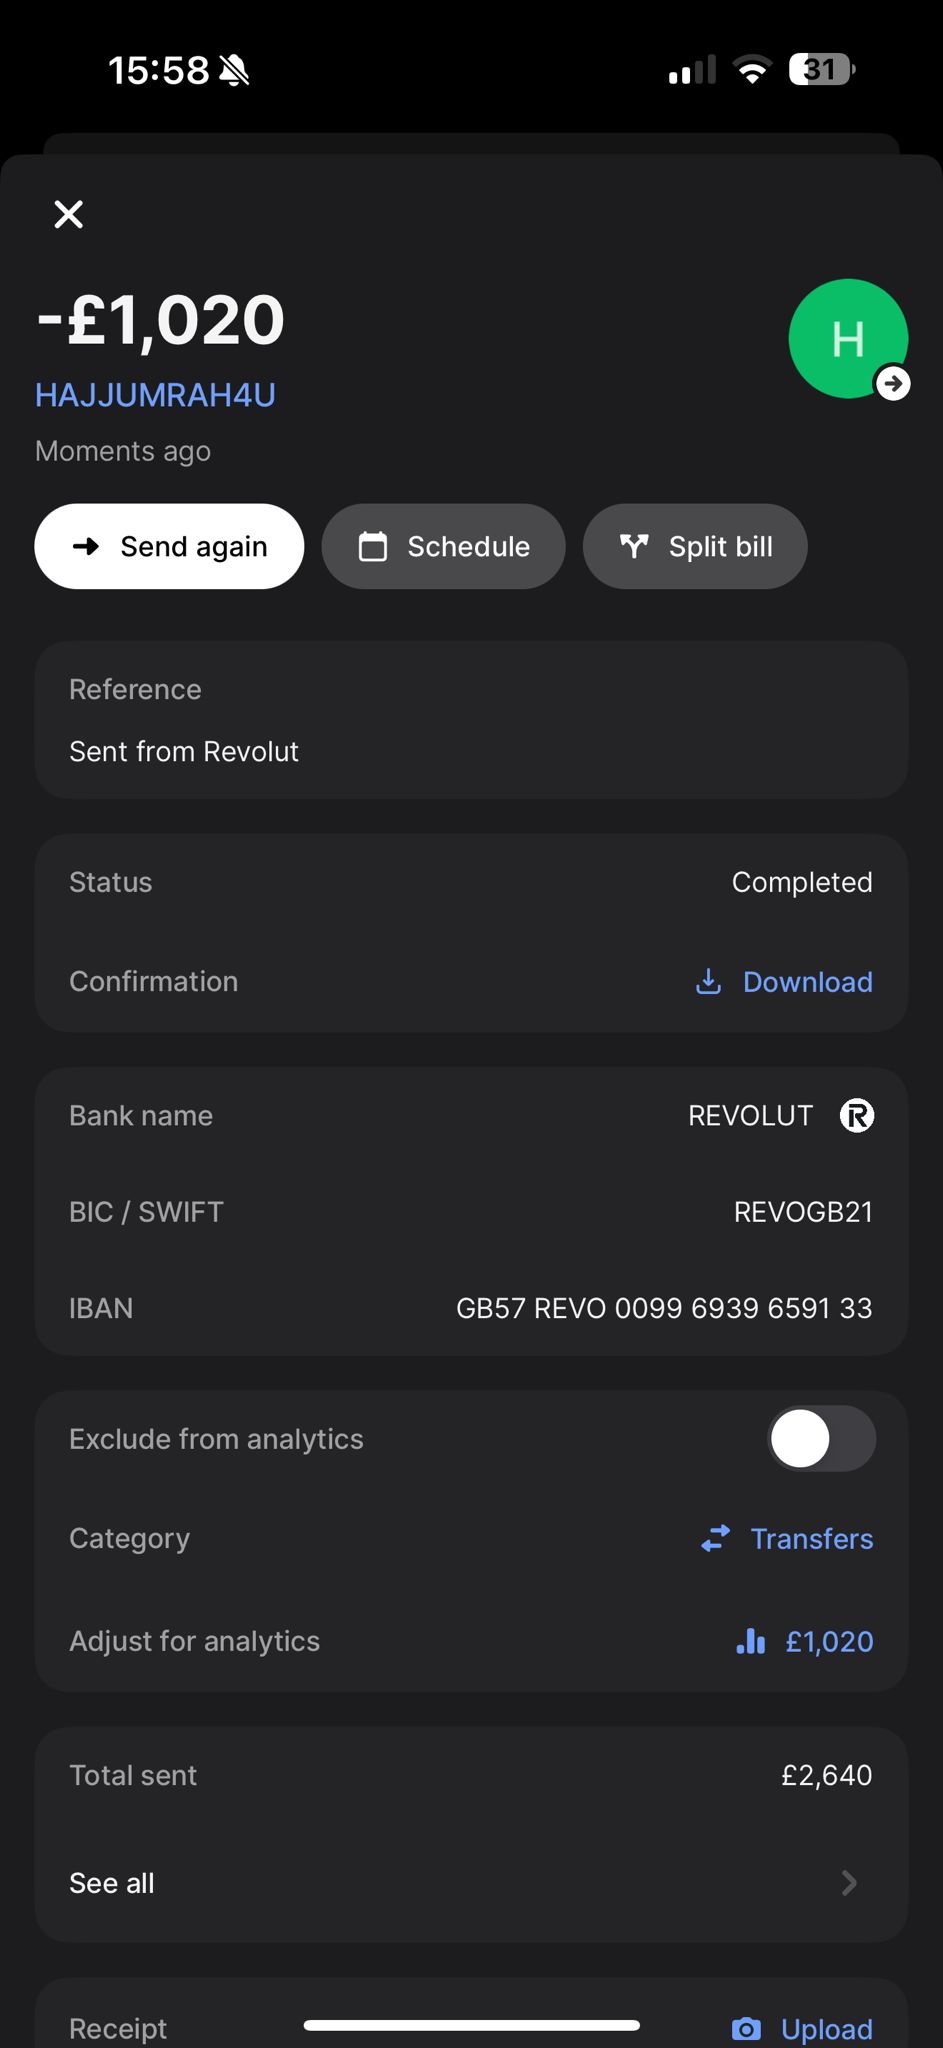 15:58
31
-£1,020
H
HAJJUMRAH4U
Moments ago
Send again
Schedule
Split bill
Reference
Sent from Revolut
Status Completed
Confirmation Download
Bank name REVOLUT R
BIC / SWIFT REVOGB21
IBAN GB57 REVO 0099 6939 6591 33
Exclude from analytics
Category Transfers
Adjust for analytics £1,020
Total sent £2,640
See all
Receipt Upload